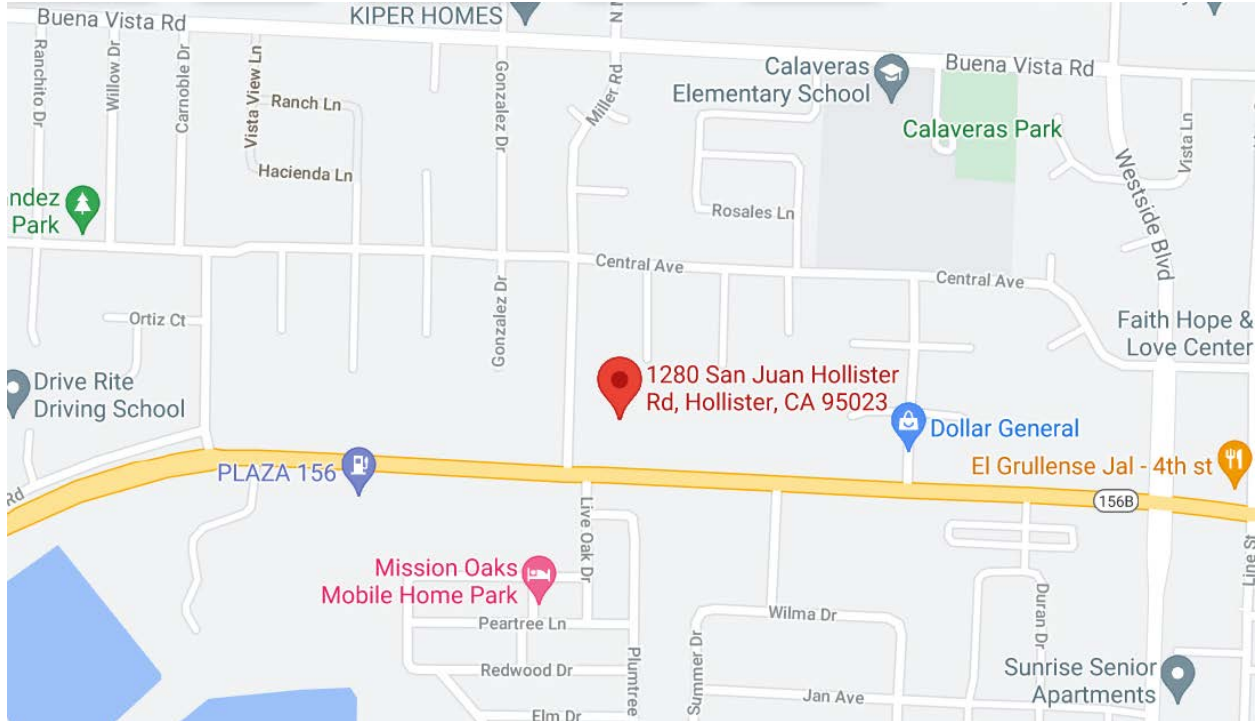 Buena Vista Rd
KIPER HOMES
Ranchito Dr
Willow Dr
Carnoble Dr
Vista View Ln
Ranch Ln
Hacienda Ln
Gonzalez Dr
Miller Rd
Calaveras
Elementary School
Buena Vista Rd
Calaveras Park
Vista Ln
Westside Blvd
ndez
Park
Rosales Ln
Central Ave
Central Ave
Gonzalez Dr
Ortiz Ct
Faith Hope &
Love Center
Drive Rite
Driving School
1280 San Juan Hollister
Rd, Hollister, CA 95023
Dollar General
PLAZA 156
El Grullense Jal - 4th st
Rd
156B
Live Oak Dr
Line St
Mission Oaks
Mobile Home Park
Peartree Ln
Wilma Dr
Duran Dr
Redwood Dr
Plumtree
Summer Dr
Sunrise Senior
Apartments
Jan Ave
Elm Dr